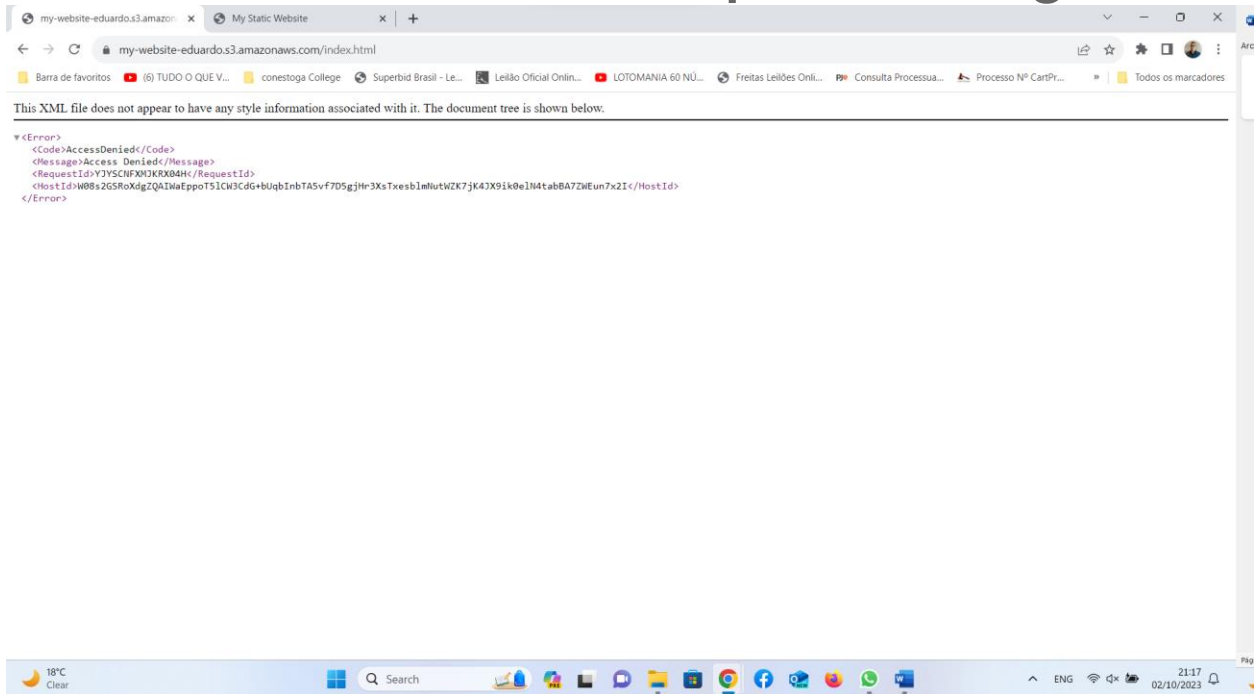 my-website-eduardo.s3.amazon
My Static Website
my-website-eduardo.s3.amazonaws.com/index.html
Barra de favoritos (6) TUDO O QUE V... conestoga College Superbid Brasil - Le... Leilão Oficial Onlin... LOTOMANIA 60 NÚ... Freitas Leilões Onli... Consulta Processua... Processo Nº CartPr... » Todos os marcadores
This XML file does not appear to have any style information associated with it. The document tree is shown below.
▼<Error>
<Code>AccessDenied</Code>
<Message>Access Denied</Message>
<RequestId>YJYSCNFXMJKRX04H</RequestId>
<HostId>W08s2GSRoXdgZQAIWaEppoT5lCW3CdG+bUqbInbTA5vf7D5gjHr3XsTxesblmNutWZK7jK4JX9ik0elN4tabBA7ZWEun7x2I</HostId>
</Error>
18°C
Clear
Search
ENG
21:17
02/10/2023